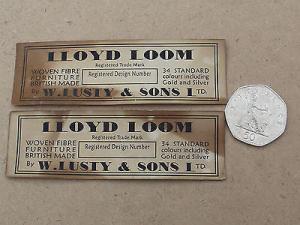 LLOYD LOOM
Registered Trade Mark
WOVEN FIBRE
FURNITURE
BRITISH MADE
Registered Design Number
34 STANDARD
colours including
Gold and Silver
By W. LUSTY & SONS LTD.
LLOYD LOOM
Registered Trade Mark
WOVEN FIBRE
FURNITURE
BRITISH MADE
Registered Design Number
34 STANDARD
colours including
Gold and Silver
By W. LUSTY & SONS LTD.
50